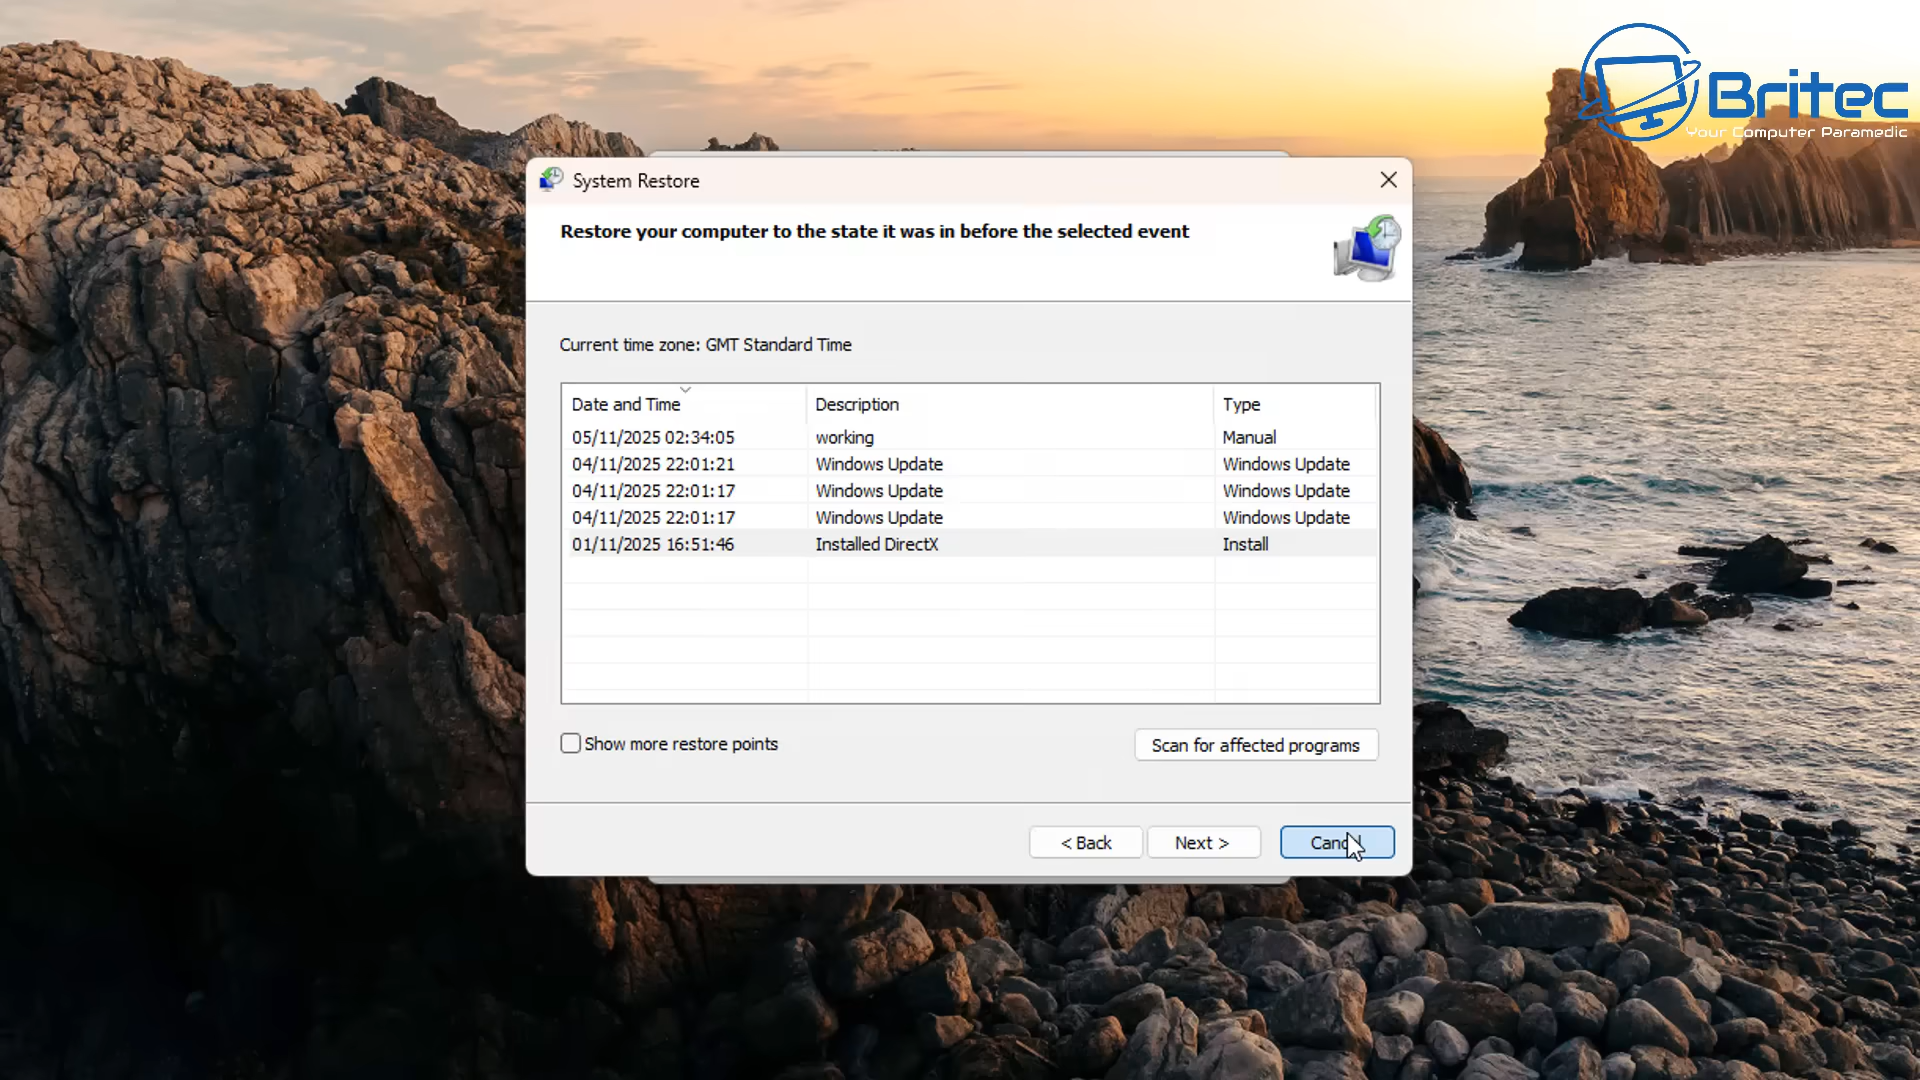 Britec
Your Computer Paramedic
System Restore
Restore your computer to the state it was in before the selected event
Current time zone: GMT Standard Time
Date and Time Description Type
05/11/2025 02:34:05 working Manual
04/11/2025 22:01:21 Windows Update Windows Update
04/11/2025 22:01:17 Windows Update Windows Update
04/11/2025 22:01:17 Windows Update Windows Update
01/11/2025 16:51:46 Installed DirectX Install
Show more restore points Scan for affected programs
< Back Next > Cancel